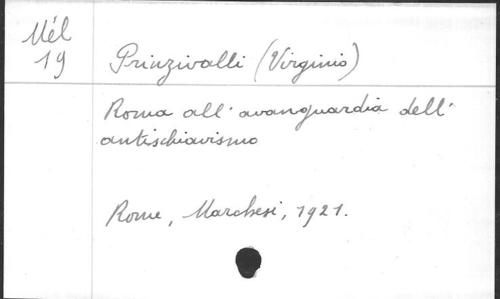 Mél
19
Prinzivalli (Virginio)
Roma all' avanguardia dell'
antischiavismo
Rome, Marchesi, 1921.